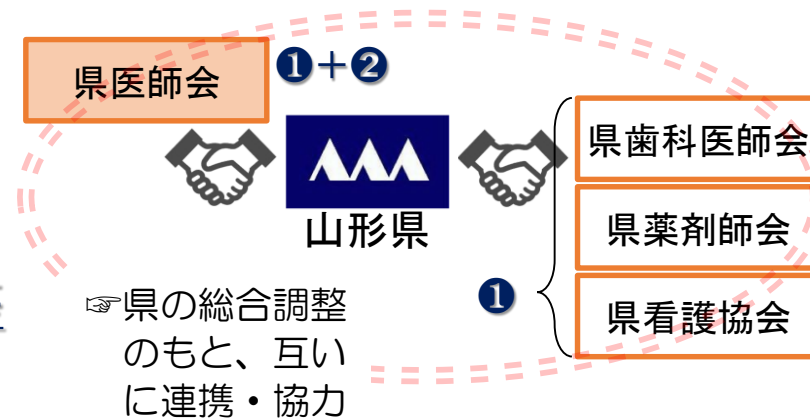 県医師会
❶+❷
山形県
県歯科医師会
県薬剤師会
県看護協会
❶
☞県の総合調整
のもと、互い
に連携・協力